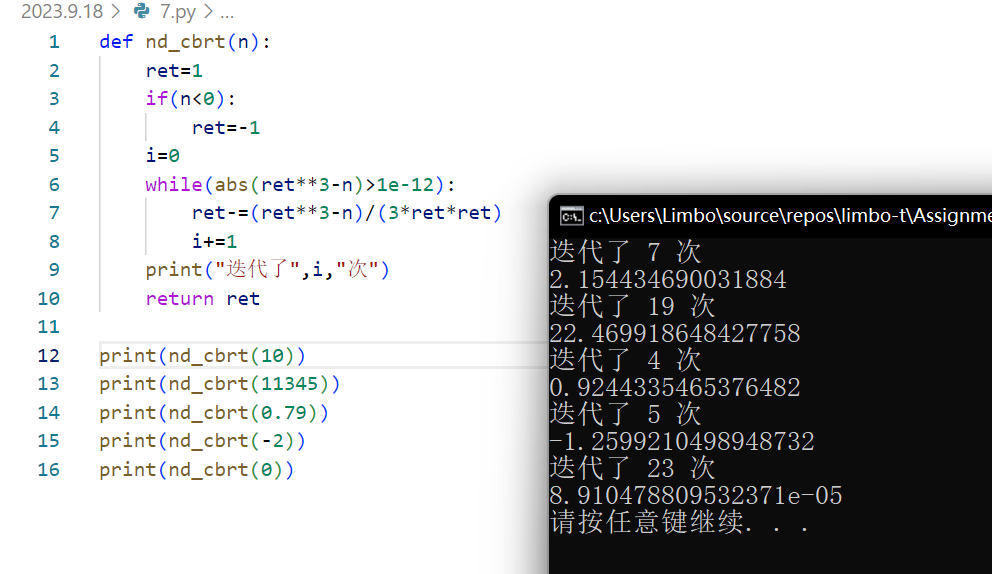 2023.9.18 > 7.py > ...
1 def nd_cbrt(n):
2 ret=1
3 if(n<0):
4 ret=-1
5 i=0
6 while(abs(ret**3-n)>1e-12):
7 ret-=(ret**3-n)/(3*ret*ret)
8 i+=1
9 print("迭代了",i,"次")
10 return ret
11
12 print(nd_cbrt(10))
13 print(nd_cbrt(11345))
14 print(nd_cbrt(0.79))
15 print(nd_cbrt(-2))
16 print(nd_cbrt(0))
c:\Users\Limbo\source\repos\limbo-t\Assignme
迭代了 7 次
2.154434690031884
迭代了 19 次
22.469918648427758
迭代了 4 次
0.9244335465376482
迭代了 5 次
-1.2599210498948732
迭代了 23 次
8.910478809532371e-05
请按任意键继续. . .